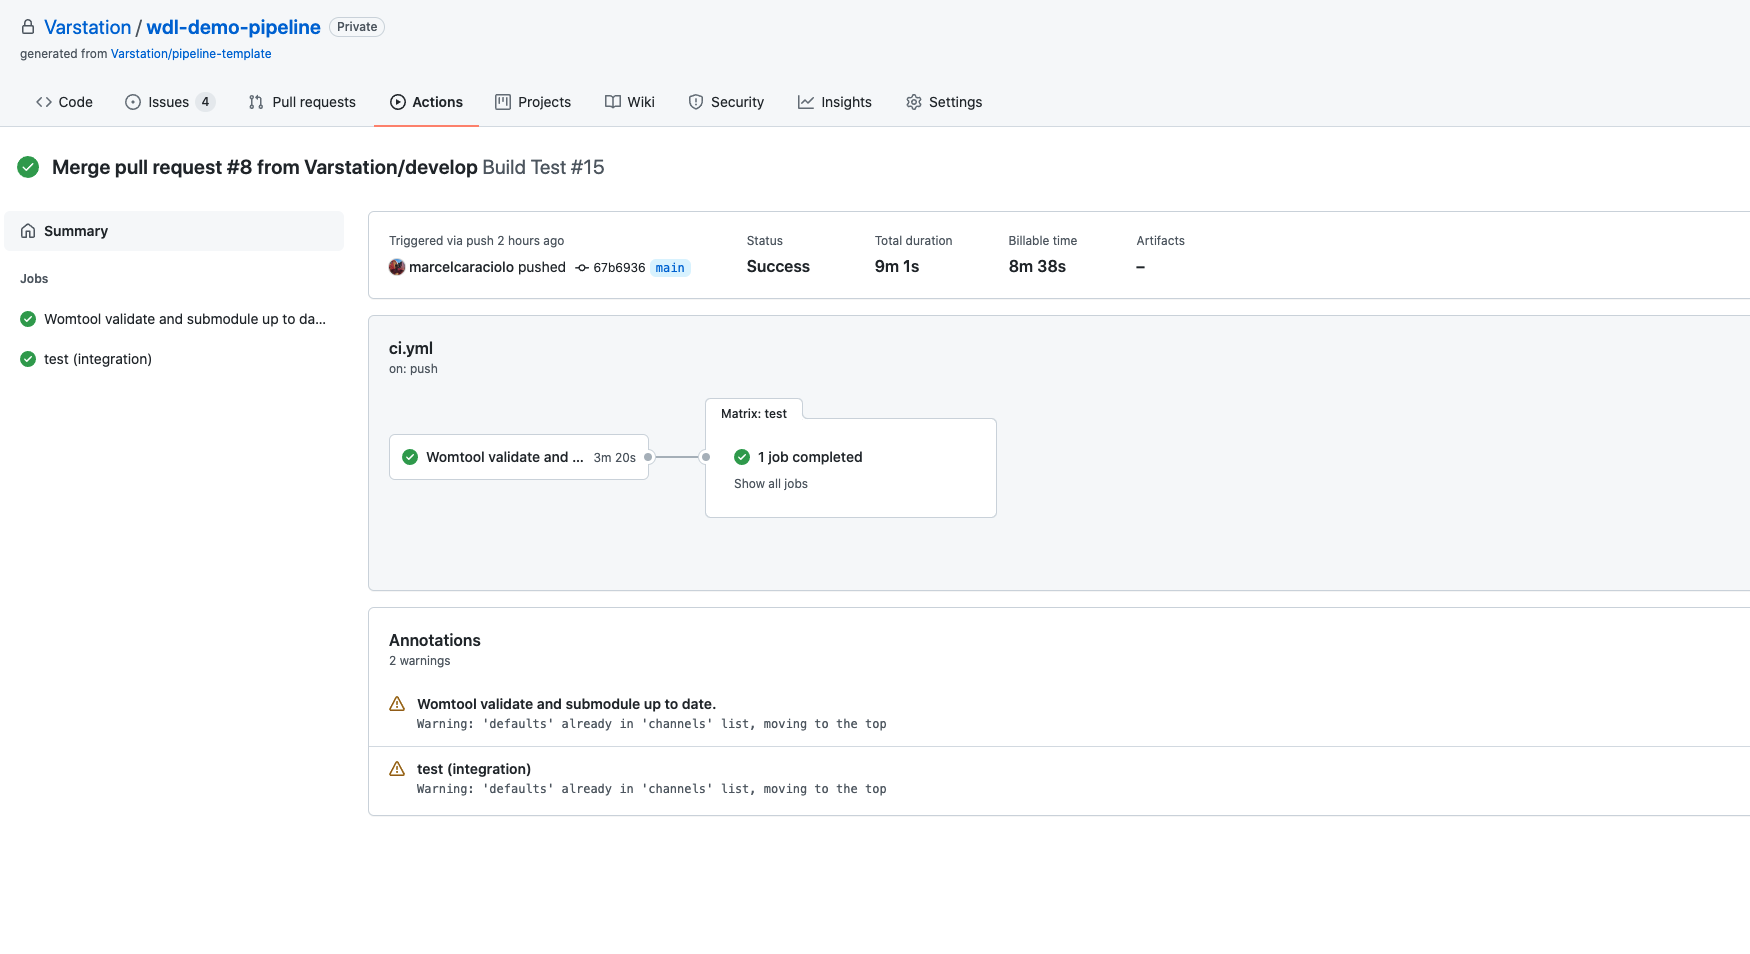 Varstation / wdl-demo-pipeline Private
generated from Varstation/pipeline-template
Code Issues 4 Pull requests Actions Projects Wiki Security Insights Settings
Merge pull request #8 from Varstation/develop Build Test #15
Summary
Jobs
Womtool validate and submodule up to da...
test (integration)
Triggered via push 2 hours ago
marcelcaraciolo pushed 67b6936 main
Status
Success
Total duration
9m 1s
Billable time
8m 38s
Artifacts
–
ci.yml
on: push
Womtool validate and ... 3m 20s
Matrix: test
1 job completed
Show all jobs
Annotations
2 warnings
Womtool validate and submodule up to date.
Warning: 'defaults' already in 'channels' list, moving to the top
test (integration)
Warning: 'defaults' already in 'channels' list, moving to the top